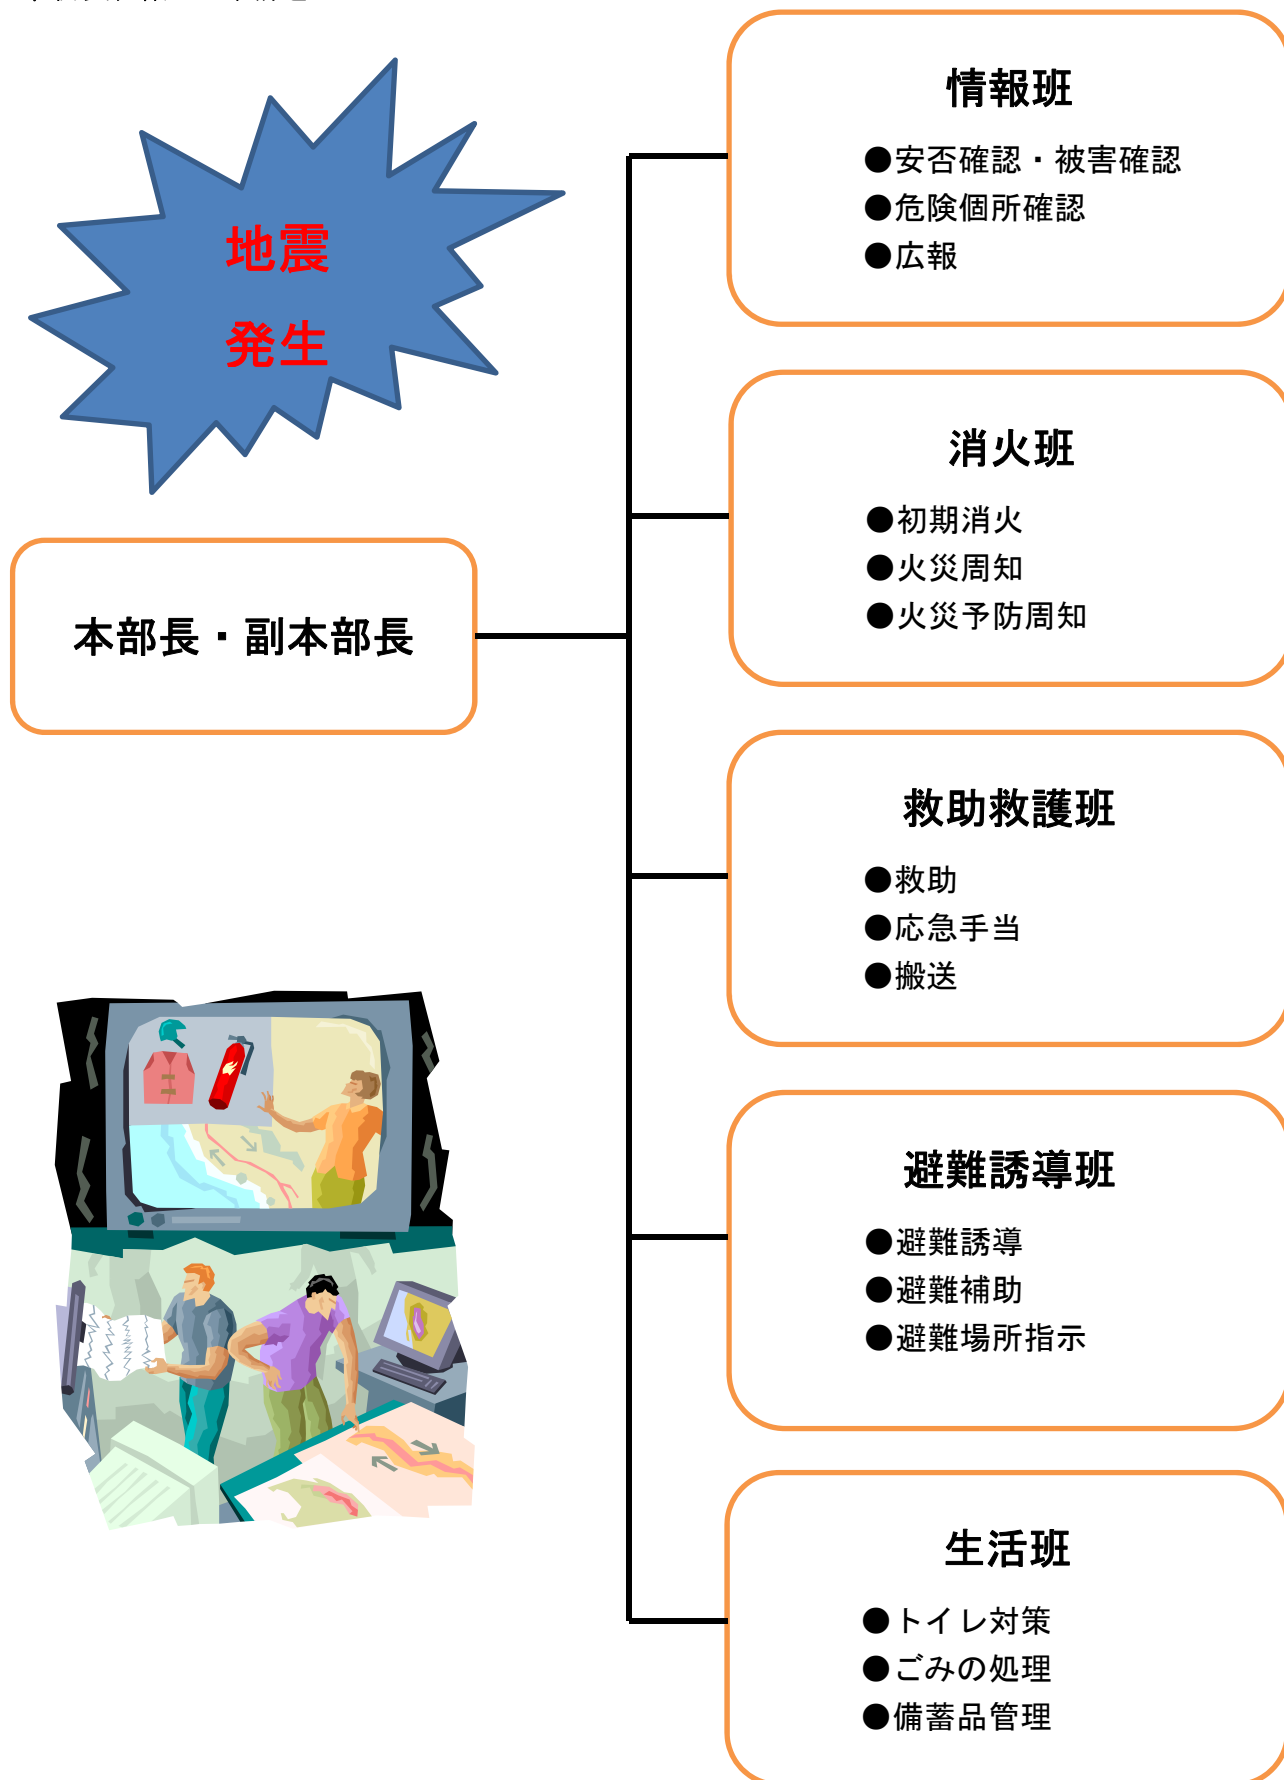 地震
発生
本部長・副本部長
情報班
●安否確認・被害確認
●危険個所確認
●広報
消火班
●初期消火
●火災周知
●火災予防周知
救助救護班
●救助
●応急手当
●搬送
避難誘導班
●避難誘導
●避難補助
●避難場所指示
生活班
●トイレ対策
●ごみの処理
●備蓄品管理